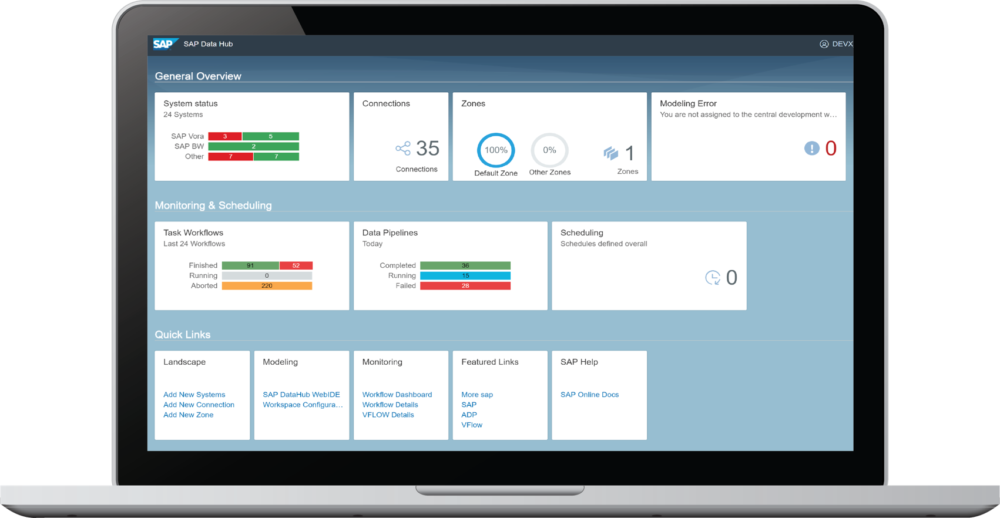 SAP SAP Data Hub DEVX
General Overview
System status
24 Systems
SAP Vora 3 5
SAP BW 2
Other 7 7
Connections
35
Connections
Zones
100%
Default Zone
0%
Other Zones
1
Zones
Modeling Error
You are not assigned to the central development w...
! 0
Monitoring & Scheduling
Task Workflows
Last 24 Workflows
Finished 91 52
Running 0
Aborted 220
Data Pipelines
Today
Completed 36
Running 15
Failed 28
Scheduling
Schedules defined overall
0
Quick Links
Landscape
Add New Systems
Add New Connection
Add New Zone
Modeling
SAP DataHub WebIDE
Workspace Configura...
Monitoring
Workflow Dashboard
Workflow Details
VFLOW Details
Featured Links
More sap
SAP
ADP
VFlow
SAP Help
SAP Online Docs